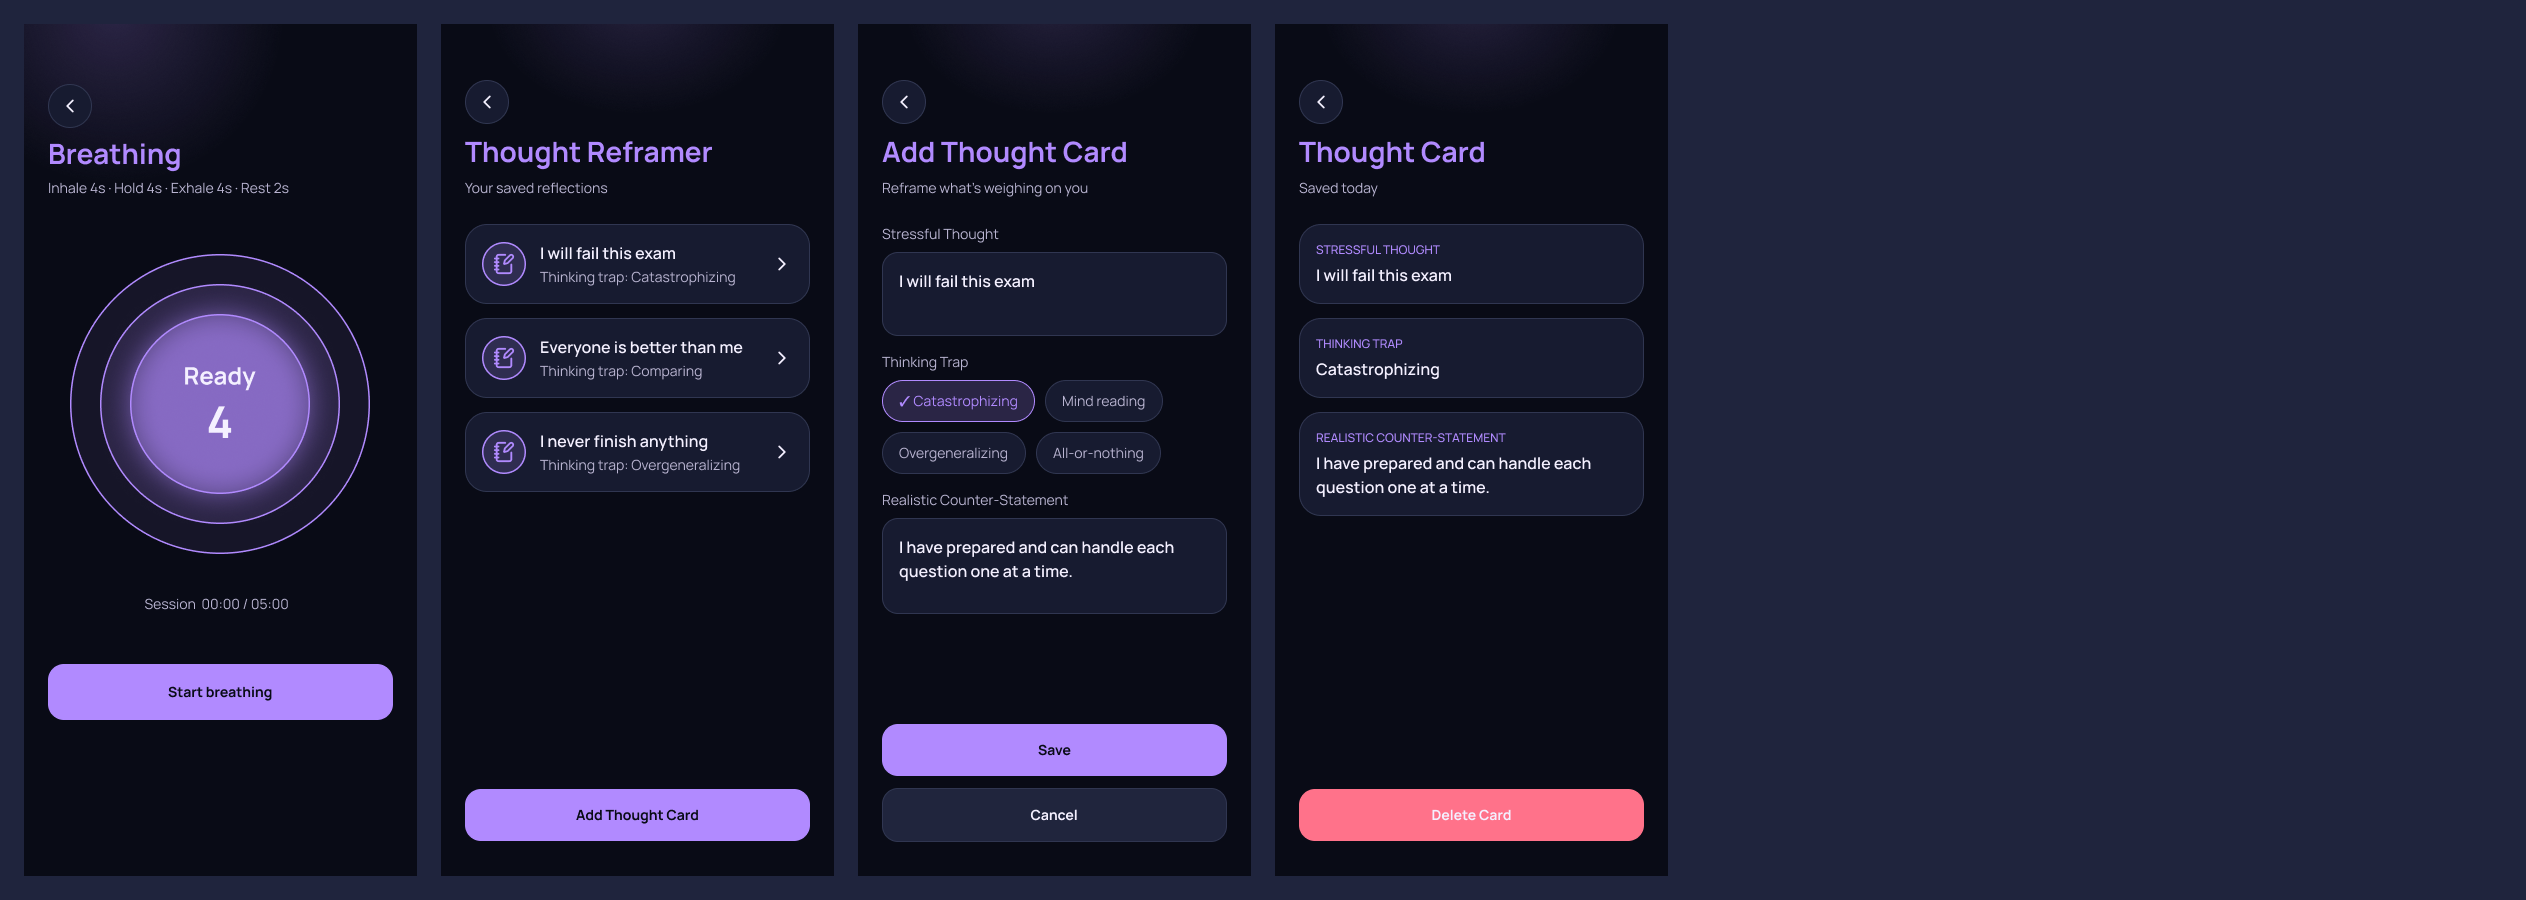 Breathing
Inhale 4s · Hold 4s · Exhale 4s · Rest 2s
Ready
4
Session 00:00 / 05:00
Start breathing
Thought Reframer
Your saved reflections
I will fail this exam
Thinking trap: Catastrophizing
Everyone is better than me
Thinking trap: Comparing
I never finish anything
Thinking trap: Overgeneralizing
Add Thought Card
Add Thought Card
Reframe what's weighing on you
Stressful Thought
I will fail this exam
Thinking Trap
✓ Catastrophizing
Mind reading
Overgeneralizing
All-or-nothing
Realistic Counter-Statement
I have prepared and can handle each
question one at a time.
Save
Cancel
Thought Card
Saved today
STRESSFUL THOUGHT
I will fail this exam
THINKING TRAP
Catastrophizing
REALISTIC COUNTER-STATEMENT
I have prepared and can handle each
question one at a time.
Delete Card